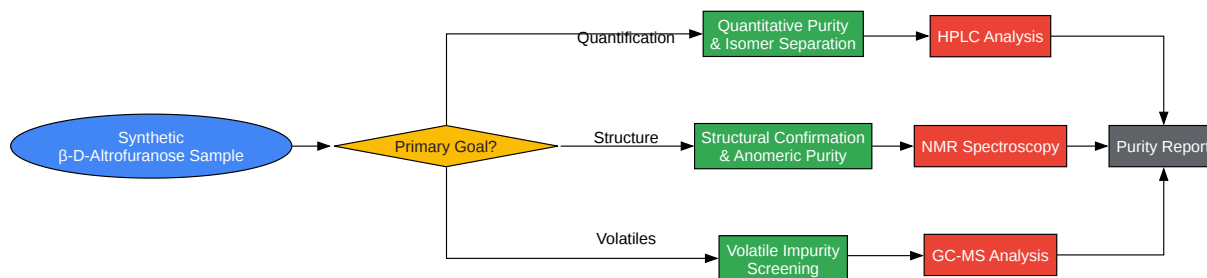 Quantification
Quantitative Purity
& Isomer Separation
HPLC Analysis
Synthetic
β-D-Altrofuranose Sample
Primary Goal?
Structure
Structural Confirmation
& Anomeric Purity
NMR Spectroscopy
Purity Report
Volatiles
Volatile Impurity
Screening
GC-MS Analysis